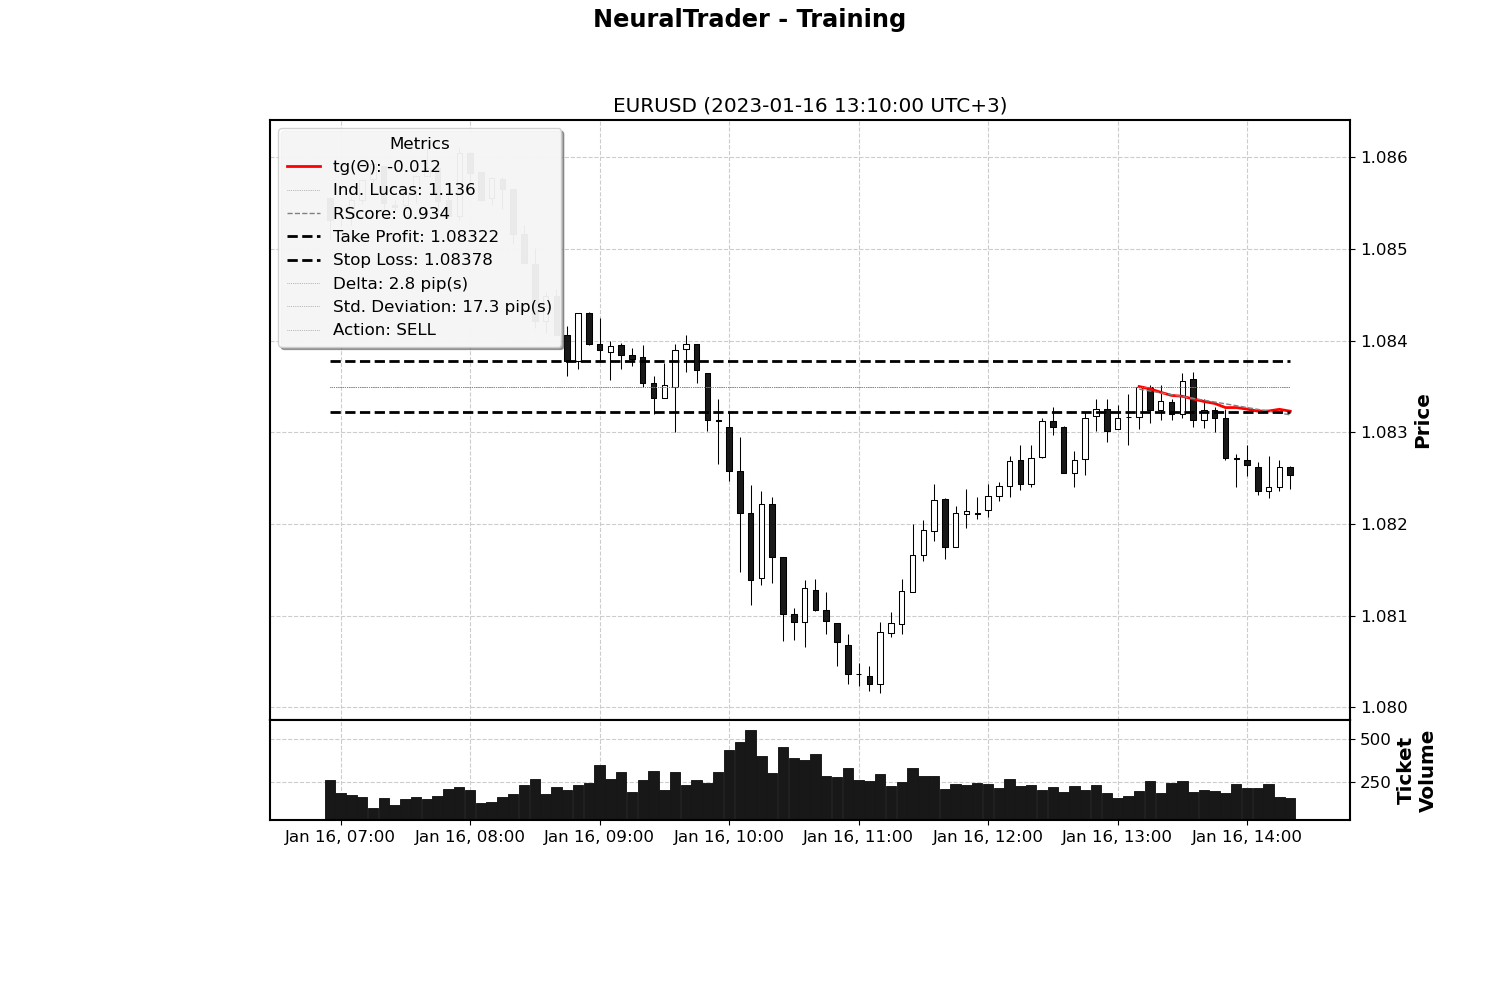 NeuralTrader - Training
EURUSD (2023-01-16 13:10:00 UTC+3)
Metrics
tg(Θ): -0.012
Ind. Lucas: 1.136
RScore: 0.934
Take Profit: 1.08322
Stop Loss: 1.08378
Delta: 2.8 pip(s)
Std. Deviation: 17.3 pip(s)
Action: SELL
1.086
1.085
1.084
1.083
1.082
1.081
1.080
Price
500
250
Ticket
Volume
Jan 16, 07:00
Jan 16, 08:00
Jan 16, 09:00
Jan 16, 10:00
Jan 16, 11:00
Jan 16, 12:00
Jan 16, 13:00
Jan 16, 14:00